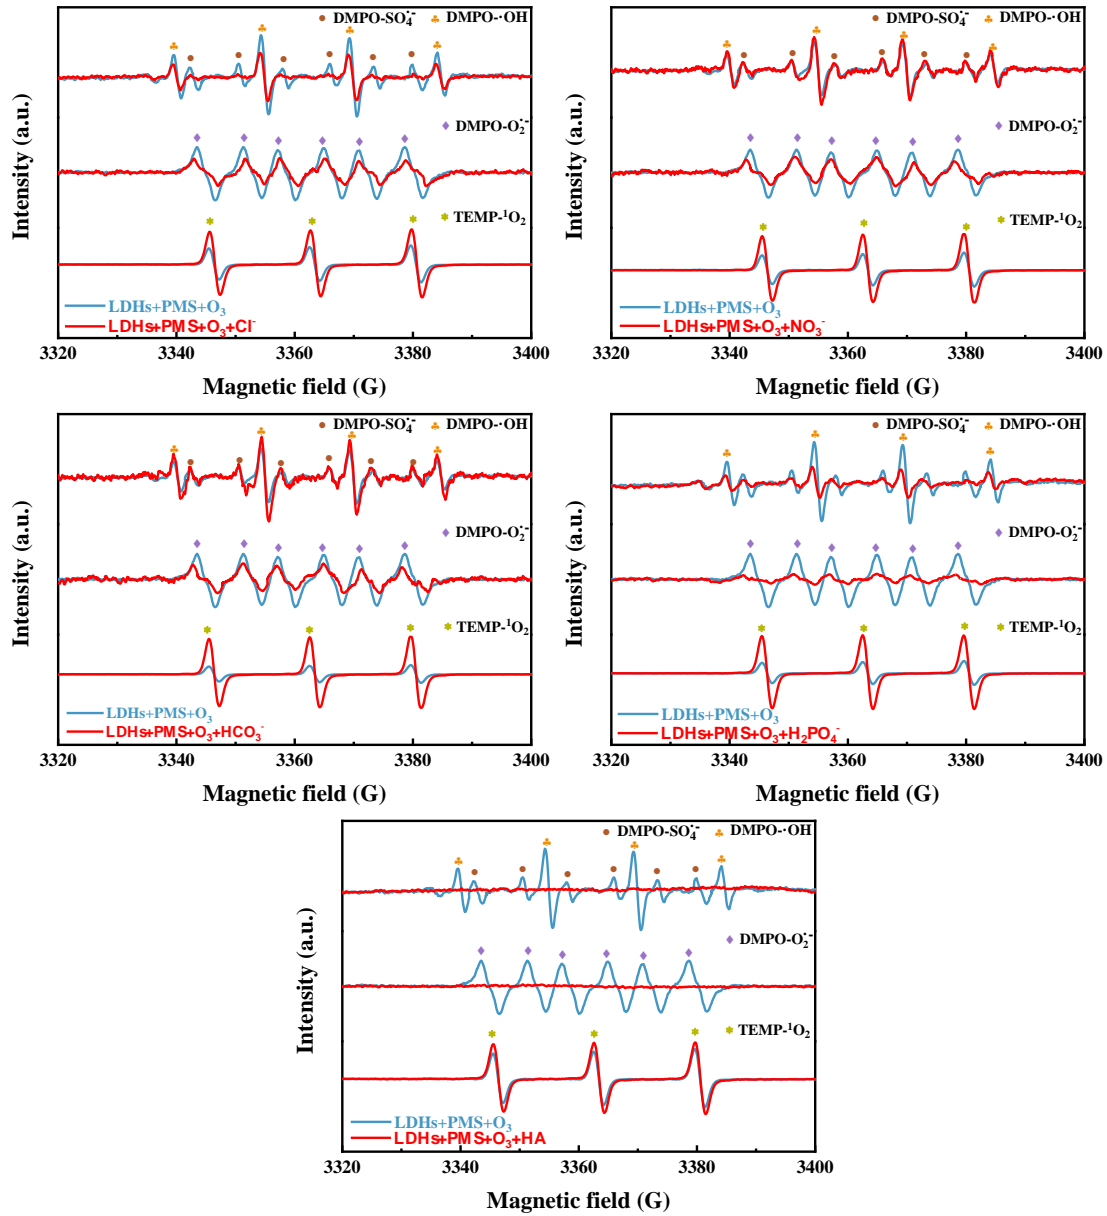 DMPO-SO₄˙⁻ DMPO-·OH
DMPO-O₂˙⁻
TEMP-¹O₂
LDHs+PMS+O₃
LDHs+PMS+O₃+Cl⁻
Intensity (a.u.)
3320 3340 3360 3380 3400
Magnetic field (G)
DMPO-SO₄˙⁻ DMPO-·OH
DMPO-O₂˙⁻
TEMP-¹O₂
LDHs+PMS+O₃
LDHs+PMS+O₃+NO₃⁻
Intensity (a.u.)
3320 3340 3360 3380 3400
Magnetic field (G)
DMPO-SO₄˙⁻ DMPO-·OH
DMPO-O₂˙⁻
TEMP-¹O₂
LDHs+PMS+O₃
LDHs+PMS+O₃+HCO₃⁻
Intensity (a.u.)
3320 3340 3360 3380 3400
Magnetic field (G)
DMPO-SO₄˙⁻ DMPO-·OH
DMPO-O₂˙⁻
TEMP-¹O₂
LDHs+PMS+O₃
LDHs+PMS+O₃+H₂PO₄⁻
Intensity (a.u.)
3320 3340 3360 3380 3400
Magnetic field (G)
DMPO-SO₄˙⁻ DMPO-·OH
DMPO-O₂˙⁻
TEMP-¹O₂
LDHs+PMS+O₃
LDHs+PMS+O₃+HA
Intensity (a.u.)
3320 3340 3360 3380 3400
Magnetic field (G)